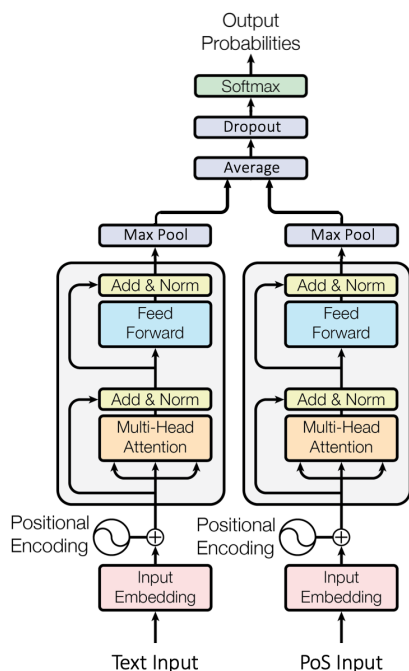 Output
Probabilities
Softmax
Dropout
Average
Max Pool
Max Pool
Add & Norm
Add & Norm
Feed
Forward
Feed
Forward
Add & Norm
Add & Norm
Multi-Head
Attention
Multi-Head
Attention
Positional
Encoding
Positional
Encoding
Input
Embedding
Input
Embedding
Text Input
PoS Input